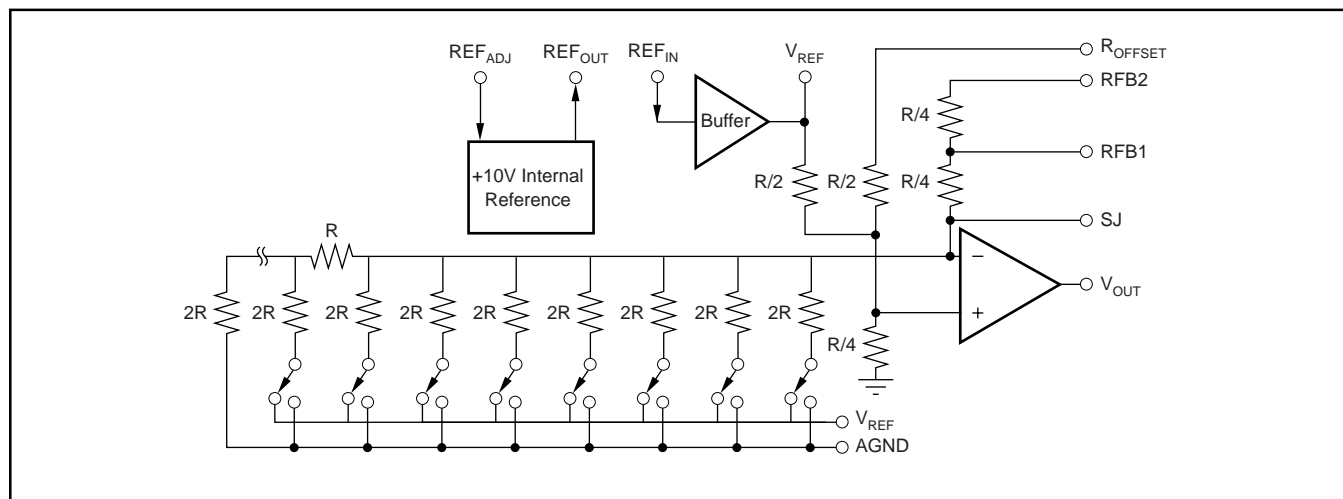 REF_ADJ
REF_OUT
REF_IN
V_REF
R_OFFSET
RFB2
R/4
Buffer
RFB1
+10V Internal
Reference
R/2
R/2
R/4
SJ
R
–
V_OUT
2R
2R
2R
2R
2R
2R
2R
2R
2R
+
R/4
V_REF
AGND